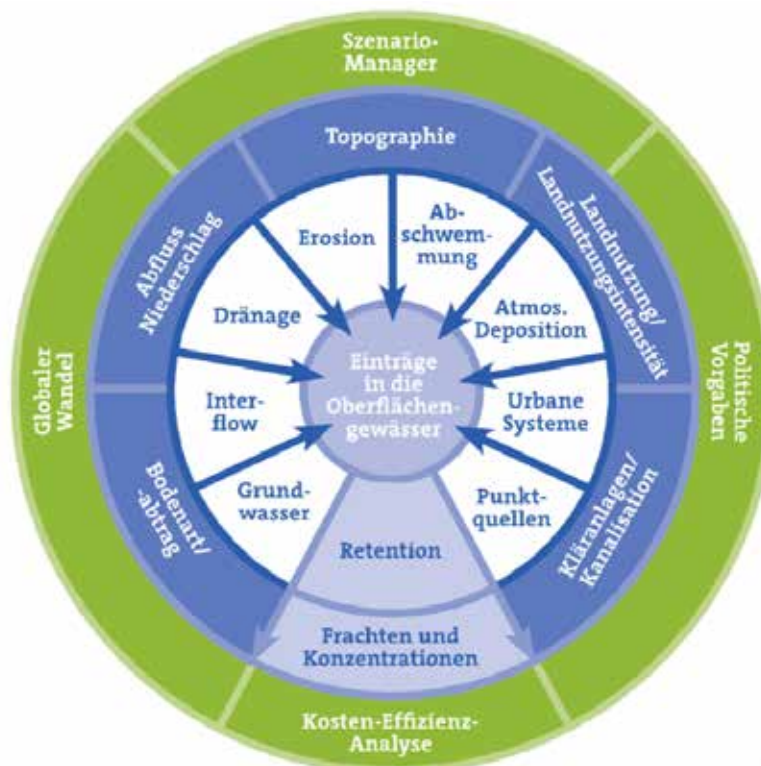 Szenario-
Manager
Topographie
Abfluss
Niederschlag
Landnutzung/
Landnutzungsintensität
Erosion
Ab-
schwem-
mung
Dränage
Atmos.
Deposition
Einträge
in die
Oberflächen-
gewässer
Inter-
flow
Urbane
Systeme
Globaler
Wandel
Politische
Vorgaben
Grund-
wasser
Punkt-
quellen
Bodenart/
-abtrag
Kläranlagen/
Kanalisation
Retention
Frachten und
Konzentrationen
Kosten-Effizienz-
Analyse